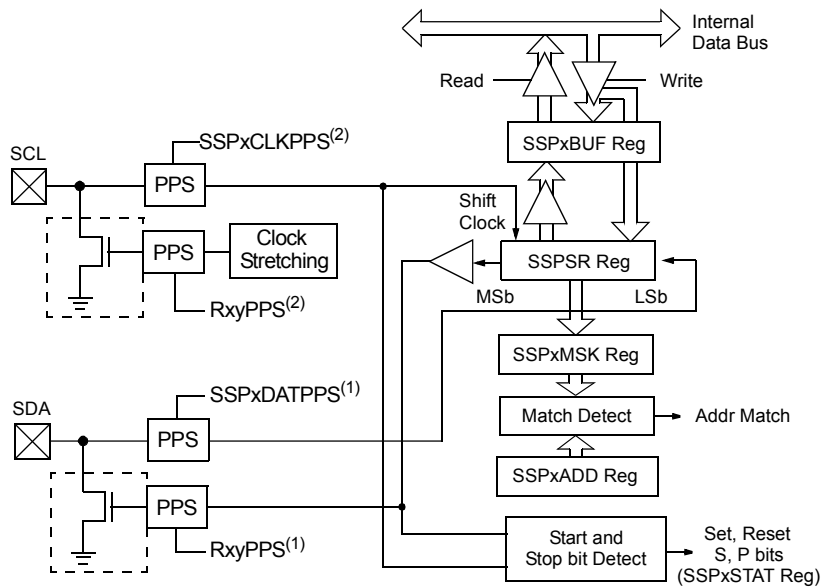 Internal
Data Bus
Read
Write
SSPxCLKPPS(2)
SSPxBUF Reg
SCL
PPS
Shift
Clock
PPS
Clock
Stretching
SSPSR Reg
MSb
LSb
RxyPPS(2)
SSPxMSK Reg
SSPxDATPPS(1)
SDA
PPS
Match Detect
Addr Match
SSPxADD Reg
PPS
RxyPPS(1)
Start and
Stop bit Detect
Set, Reset
S, P bits
(SSPxSTAT Reg)